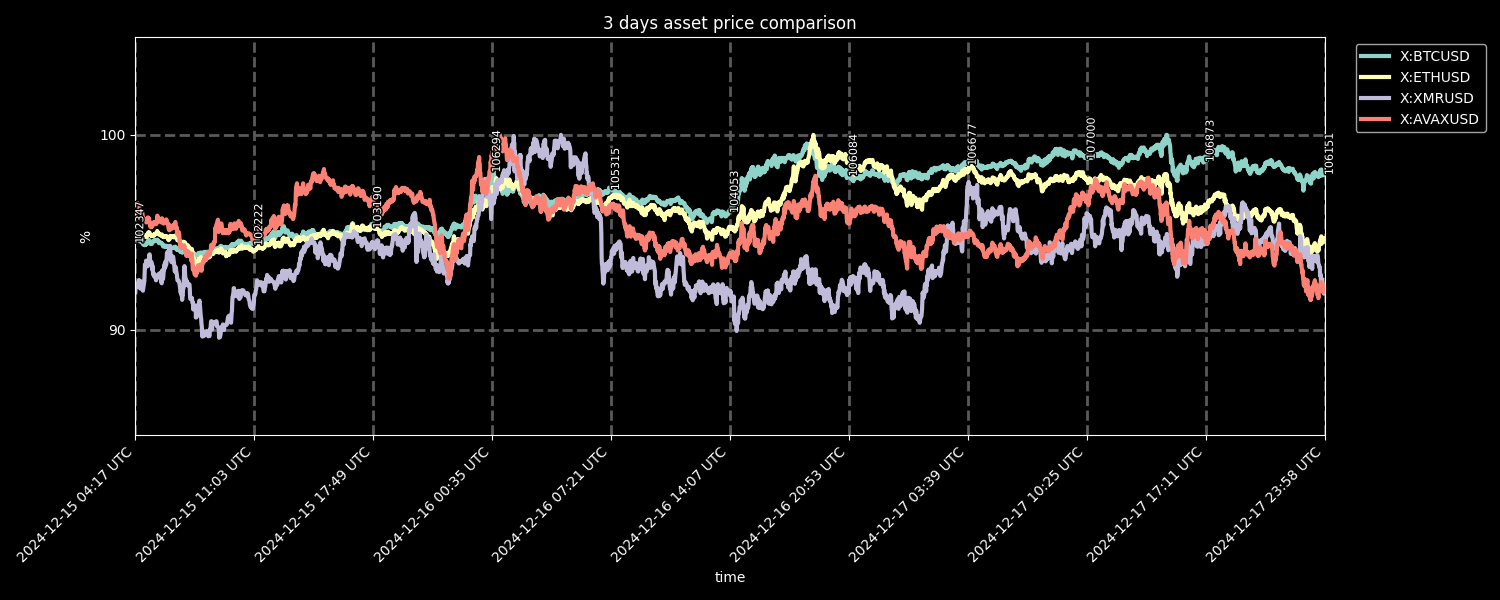 3 days asset price comparison
X:BTCUSD
X:ETHUSD
X:XMRUSD
X:AVAXUSD
100
90
%
102347
102222
103190
106294
105315
104053
106084
106677
107000
106873
106151
2024-12-15 04:17 UTC
2024-12-15 11:03 UTC
2024-12-15 17:49 UTC
2024-12-16 00:35 UTC
2024-12-16 07:21 UTC
2024-12-16 14:07 UTC
2024-12-16 20:53 UTC
2024-12-17 03:39 UTC
2024-12-17 10:25 UTC
2024-12-17 17:11 UTC
2024-12-17 23:58 UTC
time